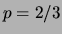 p = 2/3